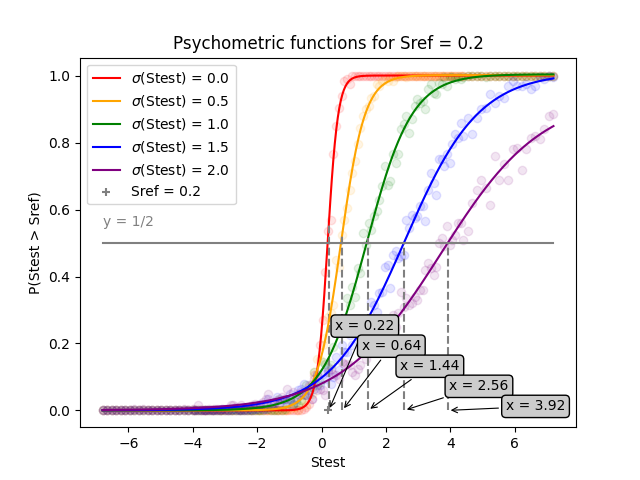 Psychometric functions for Sref = 0.2
σ(Stest) = 0.0
σ(Stest) = 0.5
σ(Stest) = 1.0
σ(Stest) = 1.5
σ(Stest) = 2.0
Sref = 0.2
y = 1/2
P(Stest > Sref)
1.0
0.8
0.6
0.4
0.2
0.0
x = 0.22
x = 0.64
x = 1.44
x = 2.56
x = 3.92
−6
−4
−2
0
2
4
6
Stest